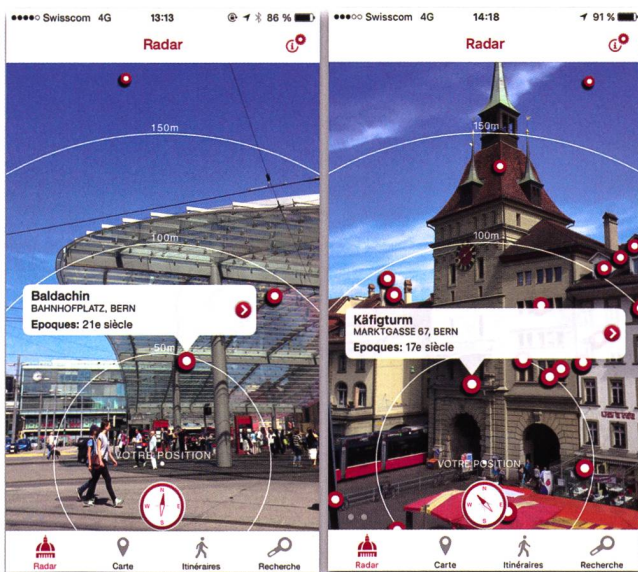 Swisscom 4G 13:13 86 %
Radar
150m
100m
Baldachin
BAHNHOFPLATZ, BERN
Epoques: 21e siècle
50m
VOTRE POSITION
N
W E
S
Radar Carte Itinéraires Recherche
Swisscom 4G 14:18 91 %
Radar
150m
100m
Käfigturm
MARKTGASSE 67, BERN
Epoques: 17e siècle
VOTRE POSITION
N
W E
S
Radar Carte Itinéraires Recherche